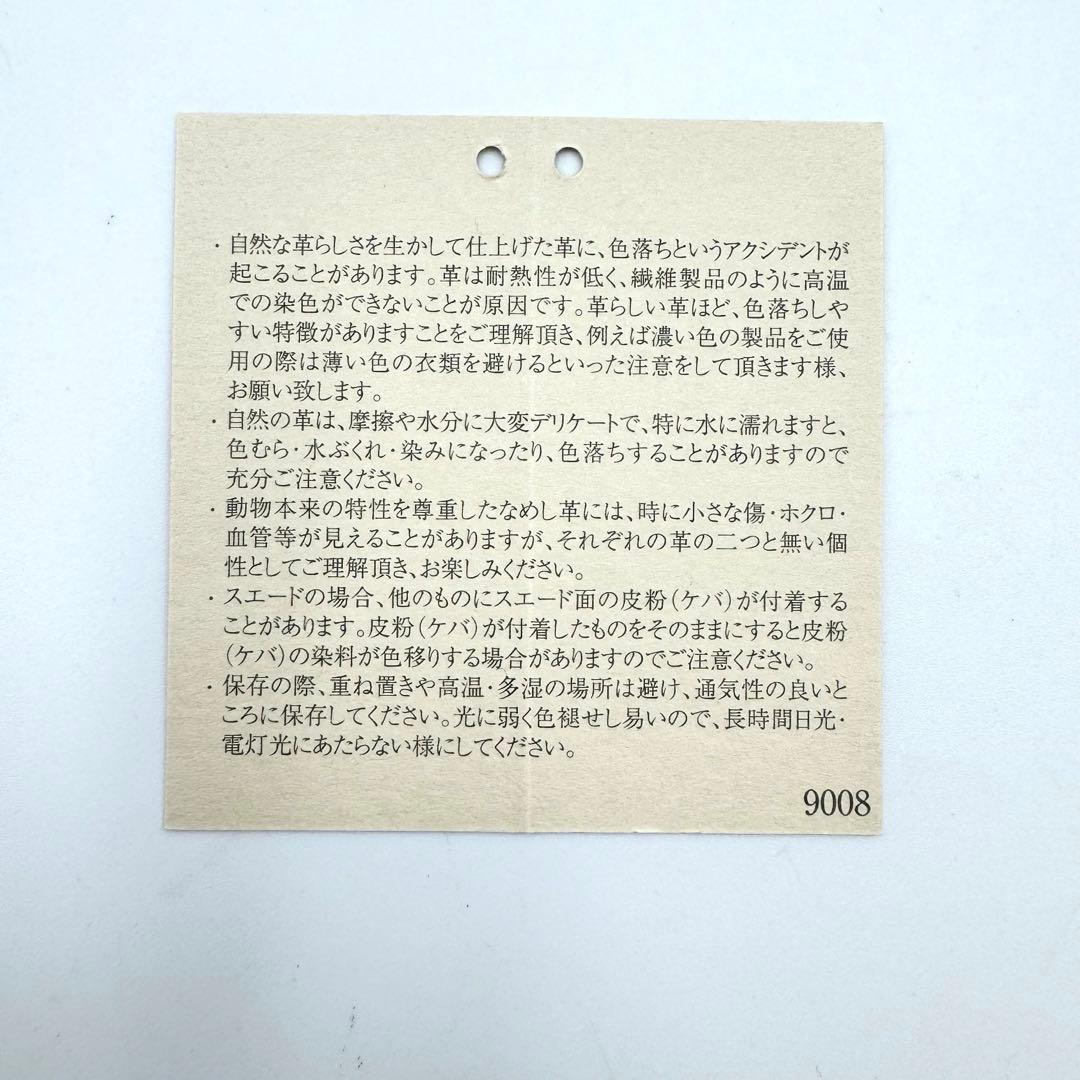 ・自然な革らしさを生かして仕上げた革に、色落ちというアクシデントが
起こることがあります。革は耐熱性が低く、繊維製品のように高温
での染色ができないことが原因です。革らしい革ほど、色落ちしや
すい特徴がありますことをご理解頂き、例えば濃い色の製品をご使
用の際は薄い色の衣類を避けるといった注意をして頂きます様、
お願い致します。
・自然の革は、摩擦や水分に大変デリケートで、特に水に濡れますと、
色むら・水ぶくれ・染みになったり、色落ちすることがありますので
充分ご注意ください。
・動物本来の特性を尊重したなめし革には、時に小さな傷・ホクロ・
血管等が見えることがありますが、それぞれの革の二つと無い個
性としてご理解頂き、お楽しみください。
・スエードの場合、他のものにスエード面の皮粉(ケバ)が付着する
ことがあります。皮粉(ケバ)が付着したものをそのままにすると皮粉
(ケバ)の染料が色移りする場合がありますのでご注意ください。
・保存の際、重ね置きや高温・多湿の場所は避け、通気性の良いと
ころに保存してください。光に弱く色褪せし易いので、長時間日光・
電灯光にあたらない様にしてください。
9008